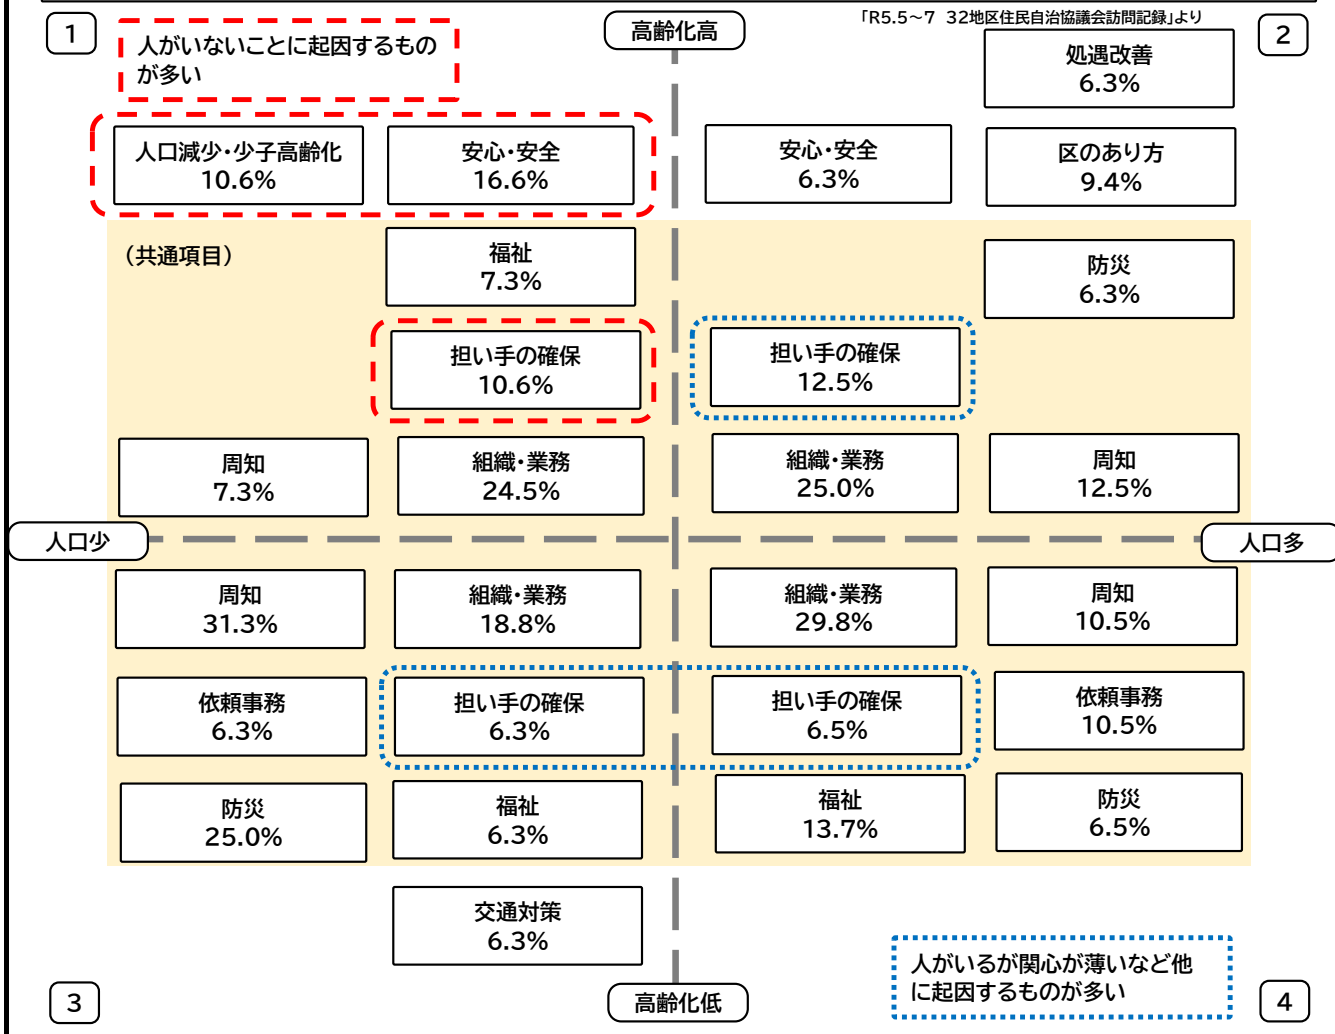 「R5.5～7 32地区住民自治協議会訪問記録」より
1
人がいないことに起因するもの
が多い
高齢化高
2
処遇改善
6.3%
人口減少・少子高齢化
10.6%
安心・安全
16.6%
安心・安全
6.3%
区のあり方
9.4%
（共通項目）
福祉
7.3%
防災
6.3%
担い手の確保
10.6%
担い手の確保
12.5%
周知
7.3%
組織・業務
24.5%
組織・業務
25.0%
周知
12.5%
人口少
人口多
周知
31.3%
組織・業務
18.8%
組織・業務
29.8%
周知
10.5%
依頼事務
6.3%
担い手の確保
6.3%
担い手の確保
6.5%
依頼事務
10.5%
防災
25.0%
福祉
6.3%
福祉
13.7%
防災
6.5%
交通対策
6.3%
人がいるが関心が薄いなど他
に起因するものが多い
3
高齢化低
4